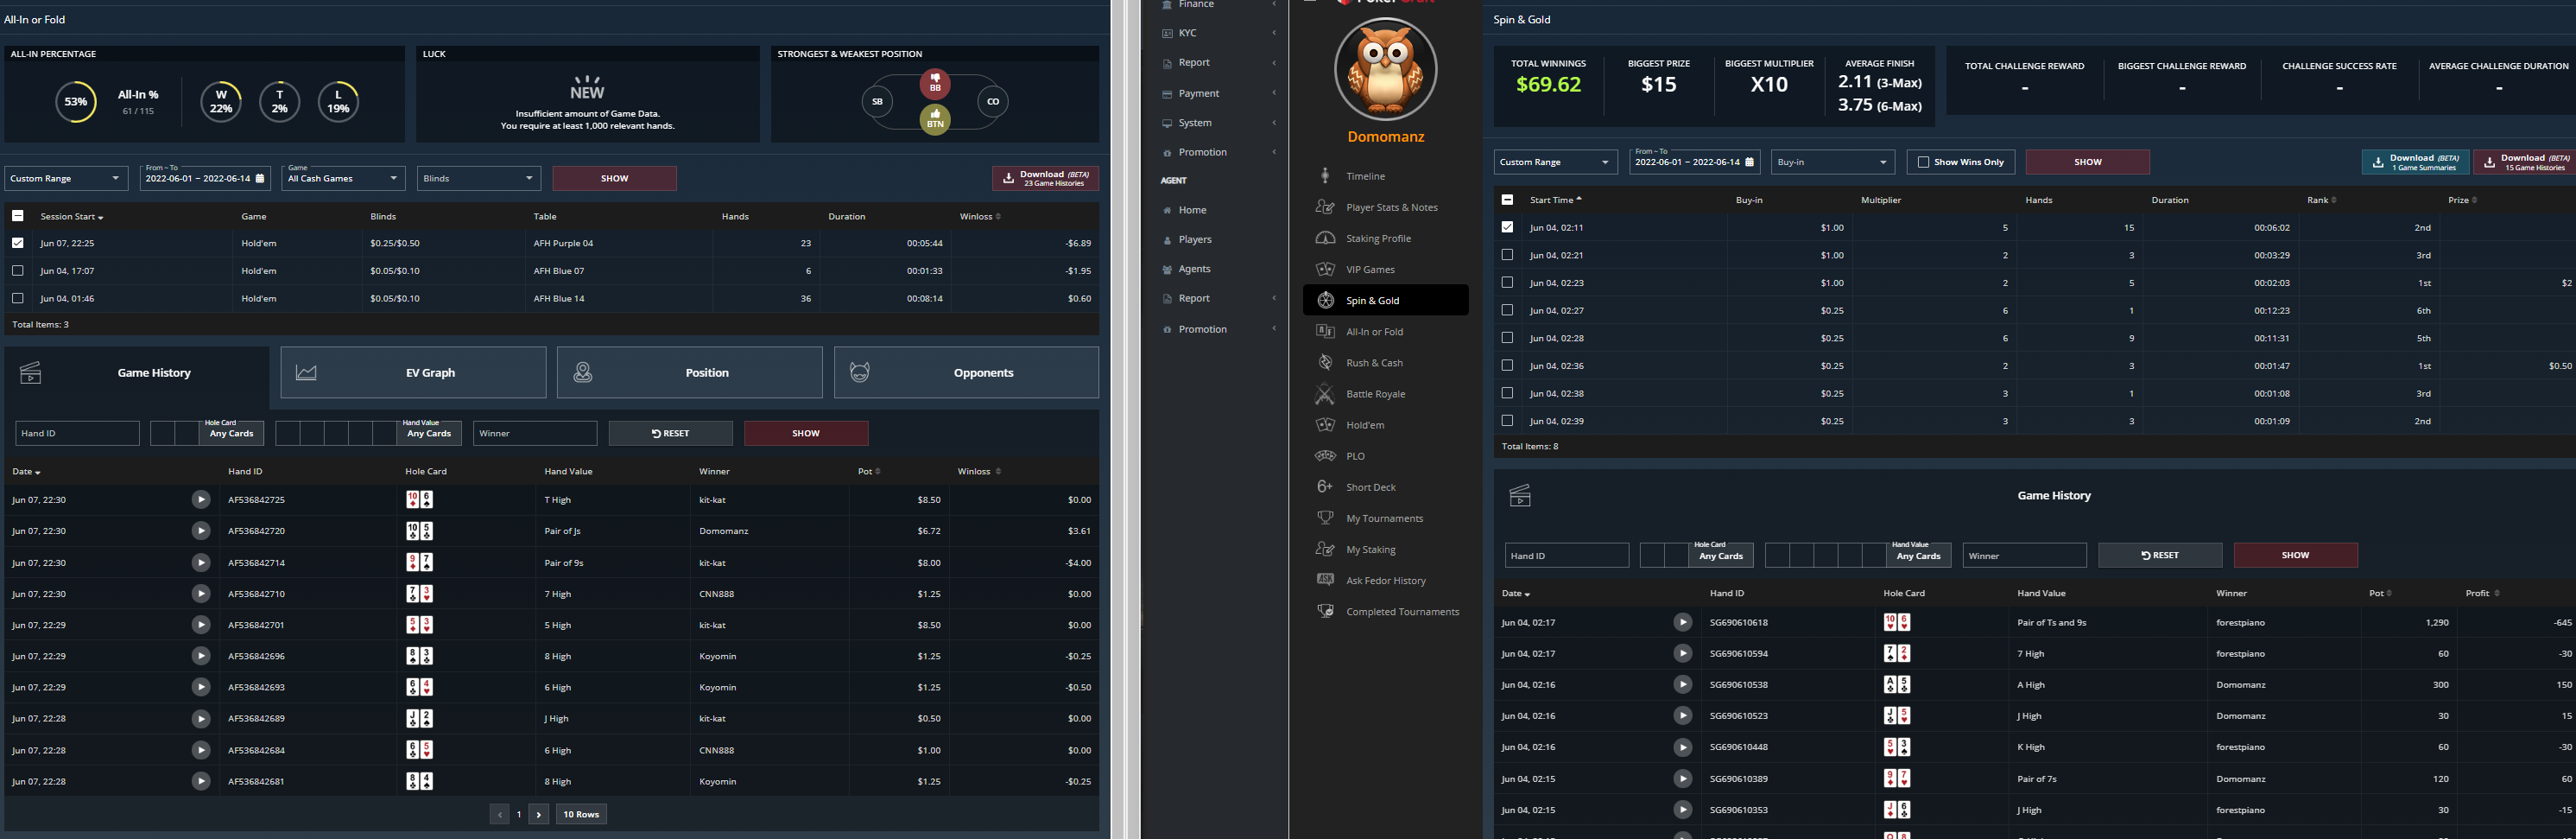 All-In or Fold
ALL-IN PERCENTAGE
53%
All-In %
61 / 115
W
22%
T
2%
L
19%
LUCK
NEW
Insufficient amount of Game Data.
You require at least 1,000 relevant hands.
STRONGEST & WEAKEST POSITION
SB
BB
BTN
CO
Custom Range
From ~ To
2022-06-01 ~ 2022-06-14
Game
All Cash Games
Blinds
SHOW
Download (BETA)
23 Game Histories
Session Start Game Blinds Table Hands Duration Winloss
Jun 07, 22:25 Hold'em $0.25/$0.50 AFH Purple 04 23 00:05:44 -$6.89
Jun 04, 17:07 Hold'em $0.05/$0.10 AFH Blue 07 6 00:01:33 -$1.95
Jun 04, 01:46 Hold'em $0.05/$0.10 AFH Blue 14 36 00:08:14 $0.60
Total Items: 3
Game History
EV Graph
Position
Opponents
Hand ID
Hole Card
Any Cards
Hand Value
Any Cards
Winner
RESET
SHOW
Date Hand ID Hole Card Hand Value Winner Pot Winloss
Jun 07, 22:30 AF536842725 10 6 T High kit-kat $8.50 $0.00
Jun 07, 22:30 AF536842720 10 5 Pair of Js Domomanz $6.72 $3.61
Jun 07, 22:30 AF536842714 9 7 Pair of 9s kit-kat $8.00 -$4.00
Jun 07, 22:30 AF536842710 7 3 7 High CNN888 $1.25 $0.00
Jun 07, 22:29 AF536842701 5 3 5 High kit-kat $8.50 $0.00
Jun 07, 22:29 AF536842696 8 3 8 High Koyomin $1.25 -$0.25
Jun 07, 22:29 AF536842693 6 4 6 High Koyomin $1.25 -$0.50
Jun 07, 22:28 AF536842689 J 2 J High kit-kat $0.50 $0.00
Jun 07, 22:28 AF536842684 6 5 6 High CNN888 $1.00 $0.00
Jun 07, 22:28 AF536842681 8 4 8 High Koyomin $1.25 -$0.25
1
10 Rows
Finance
KYC
Report
Payment
System
Promotion
AGENT
Home
Players
Agents
Report
Promotion
Domomanz
Timeline
Player Stats & Notes
Staking Profile
VIP Games
Spin & Gold
All-In or Fold
Rush & Cash
Battle Royale
Hold'em
PLO
6+ Short Deck
My Tournaments
My Staking
ASK Ask Fedor History
Completed Tournaments
Spin & Gold
TOTAL WINNINGS
$69.62
BIGGEST PRIZE
$15
BIGGEST MULTIPLIER
X10
AVERAGE FINISH
2.11 (3-Max)
3.75 (6-Max)
TOTAL CHALLENGE REWARD
-
BIGGEST CHALLENGE REWARD
-
CHALLENGE SUCCESS RATE
-
AVERAGE CHALLENGE DURATION
-
Custom Range
From ~ To
2022-06-01 ~ 2022-06-14
Buy-in
Show Wins Only
SHOW
Download (BETA)
1 Game Summaries
Download (BETA)
15 Game Histories
Start Time Buy-in Multiplier Hands Duration Rank Prize
Jun 04, 02:11 $1.00 5 15 00:06:02 2nd
Jun 04, 02:21 $1.00 2 3 00:03:29 3rd
Jun 04, 02:23 $1.00 2 5 00:02:03 1st $2
Jun 04, 02:27 $0.25 6 1 00:12:23 6th
Jun 04, 02:28 $0.25 6 9 00:11:31 5th
Jun 04, 02:36 $0.25 2 3 00:01:47 1st $0.50
Jun 04, 02:38 $0.25 3 1 00:01:08 3rd
Jun 04, 02:39 $0.25 3 3 00:01:09 2nd
Total Items: 8
Game History
Hand ID
Hole Card
Any Cards
Hand Value
Any Cards
Winner
RESET
SHOW
Date Hand ID Hole Card Hand Value Winner Pot Profit
Jun 04, 02:17 SG690610618 10 6 Pair of Ts and 9s forestpiano 1,290 -645
Jun 04, 02:17 SG690610594 7 2 7 High forestpiano 60 -30
Jun 04, 02:16 SG690610538 A 5 A High Domomanz 300 150
Jun 04, 02:16 SG690610523 J 5 J High Domomanz 30 15
Jun 04, 02:16 SG690610448 5 3 K High forestpiano 60 -30
Jun 04, 02:15 SG690610389 9 7 Pair of 7s Domomanz 120 60
Jun 04, 02:15 SG690610353 J 6 J High forestpiano 30 -15